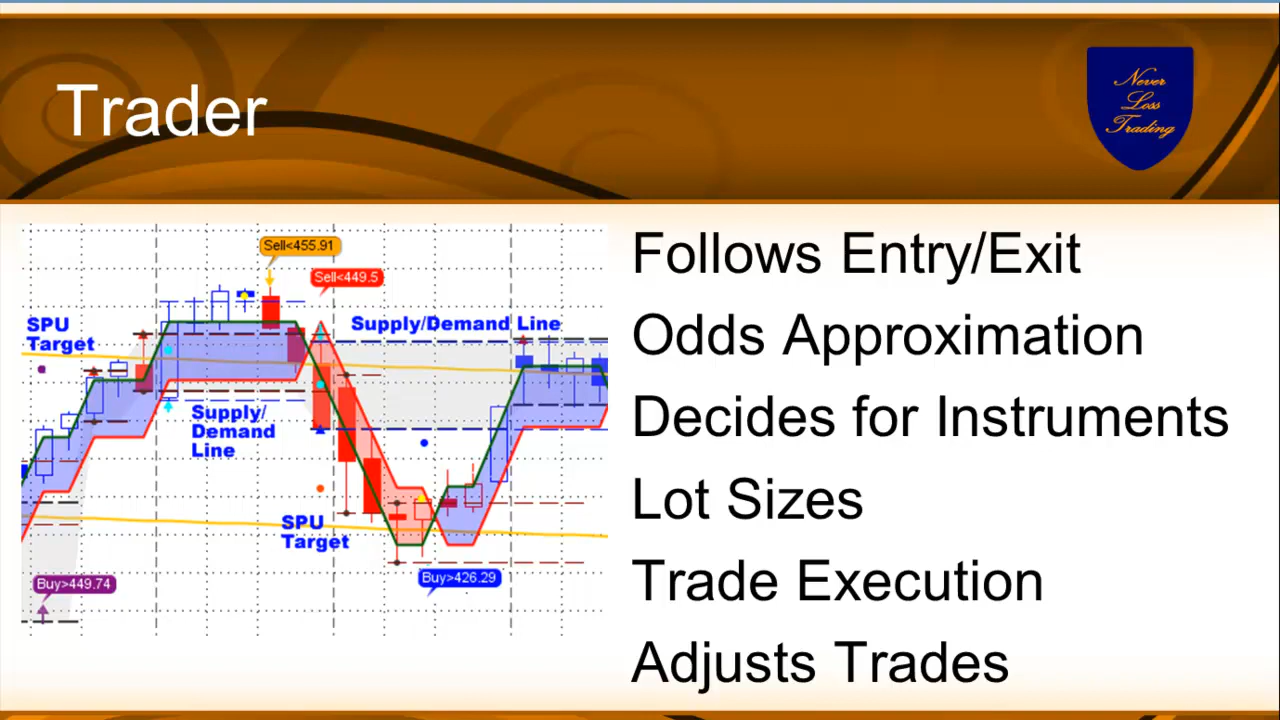 Trader
Never
Loss
Trading
Sell<455.91
Sell<449.5
SPU
Target
Supply/Demand Line
Supply/
Demand
Line
SPU
Target
Buy>449.74
Buy>426.29
Follows Entry/Exit
Odds Approximation
Decides for Instruments
Lot Sizes
Trade Execution
Adjusts Trades